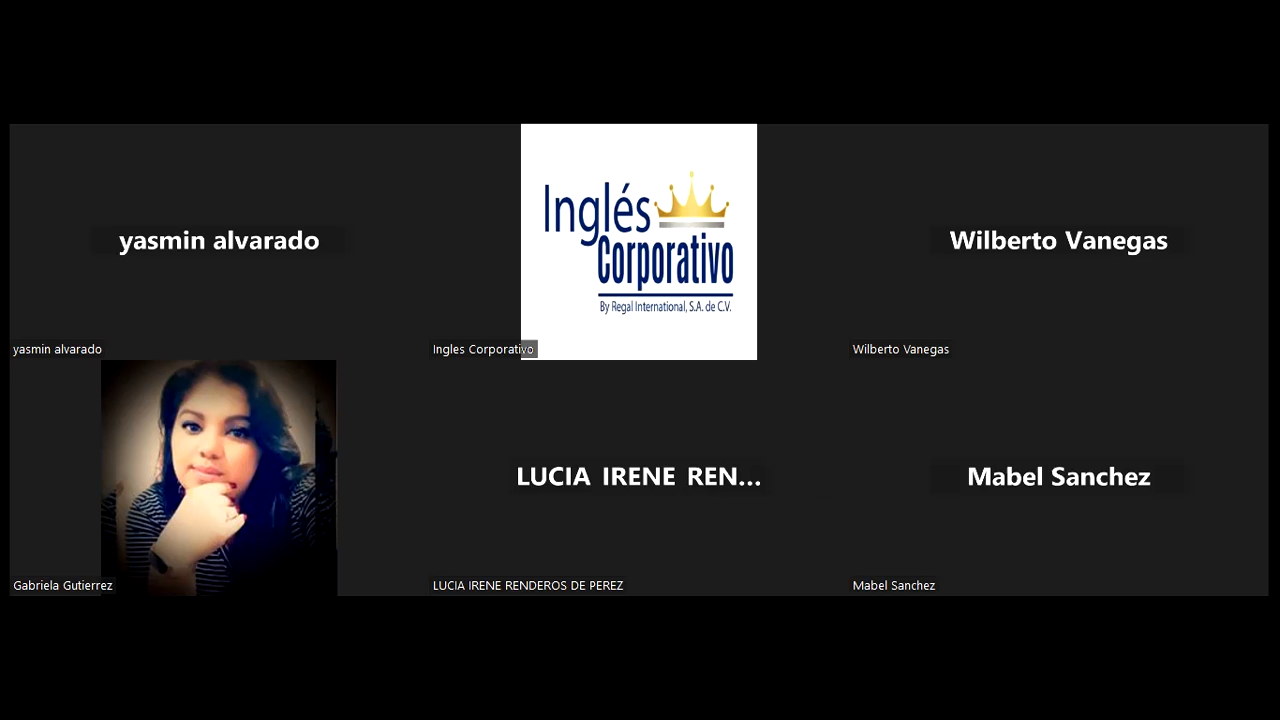 yasmin alvarado
Inglés
Corporativo
By Regal International, S.A. de C.V.
Wilberto Vanegas
yasmin alvarado
Ingles Corporativo
Wilberto Vanegas
LUCIA IRENE REN...
Mabel Sanchez
Gabriela Gutierrez
LUCIA IRENE RENDEROS DE PEREZ
Mabel Sanchez